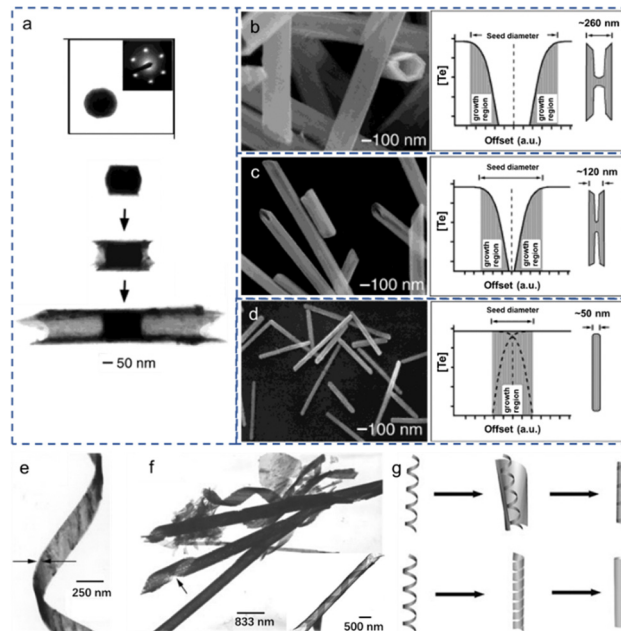 a
– 50 nm
b
–100 nm
[Te]
Seed diameter
growth
region
growth
region
Offset (a.u.)
~260 nm
c
–100 nm
[Te]
Seed diameter
growth
region
growth
region
Offset (a.u.)
~120 nm
d
–100 nm
[Te]
Seed diameter
growth
region
Offset (a.u.)
~50 nm
e
250 nm
f
833 nm
500 nm
g